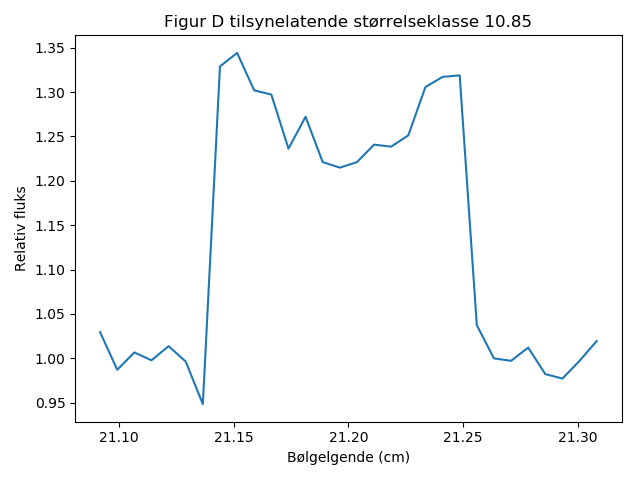 Figur D tilsynelatende størrelseklasse 10.85
Relativ fluks
1.35
1.30
1.25
1.20
1.15
1.10
1.05
1.00
0.95
21.10 21.15 21.20 21.25 21.30
Bølgelgende (cm)